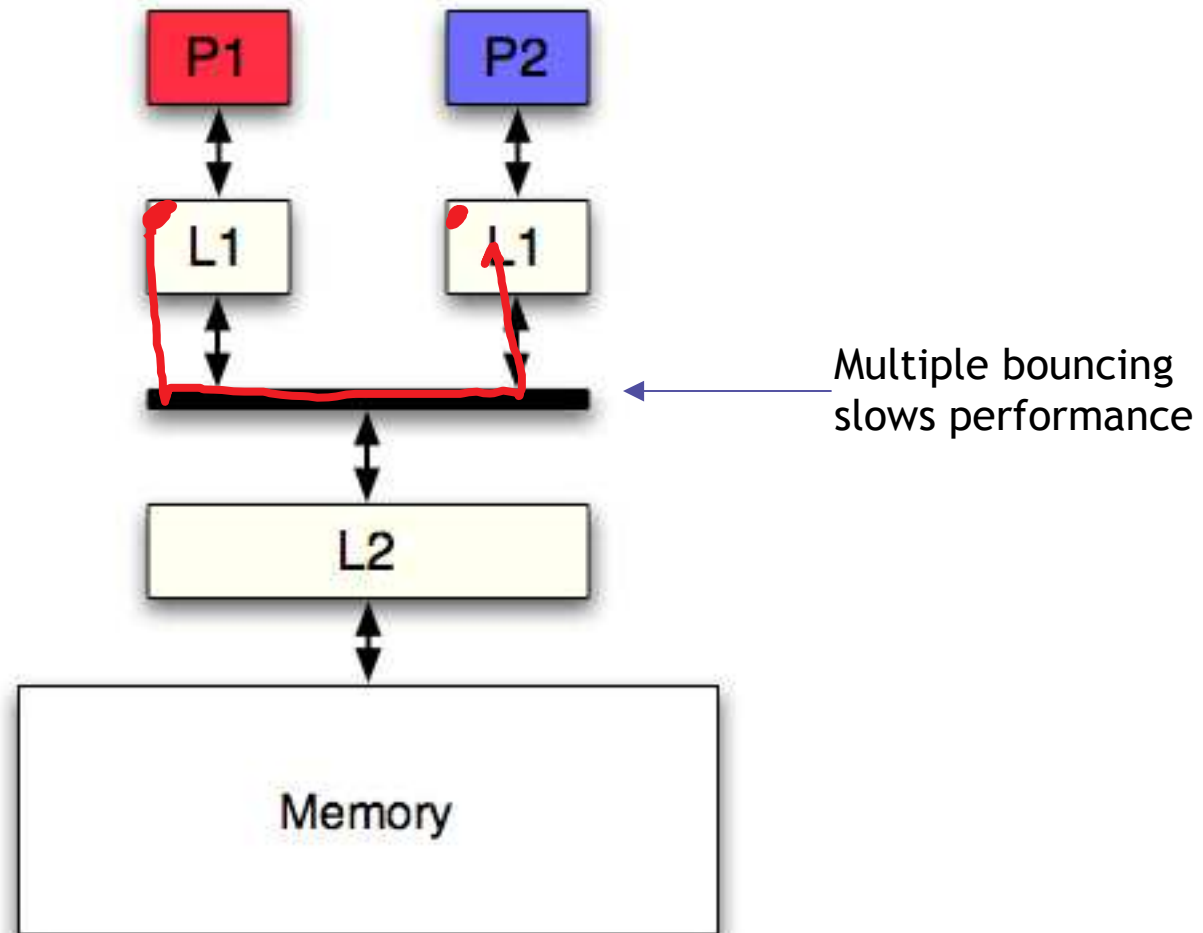 P1
P2
L1
L1
Multiple bouncing
slows performance
L2
Memory